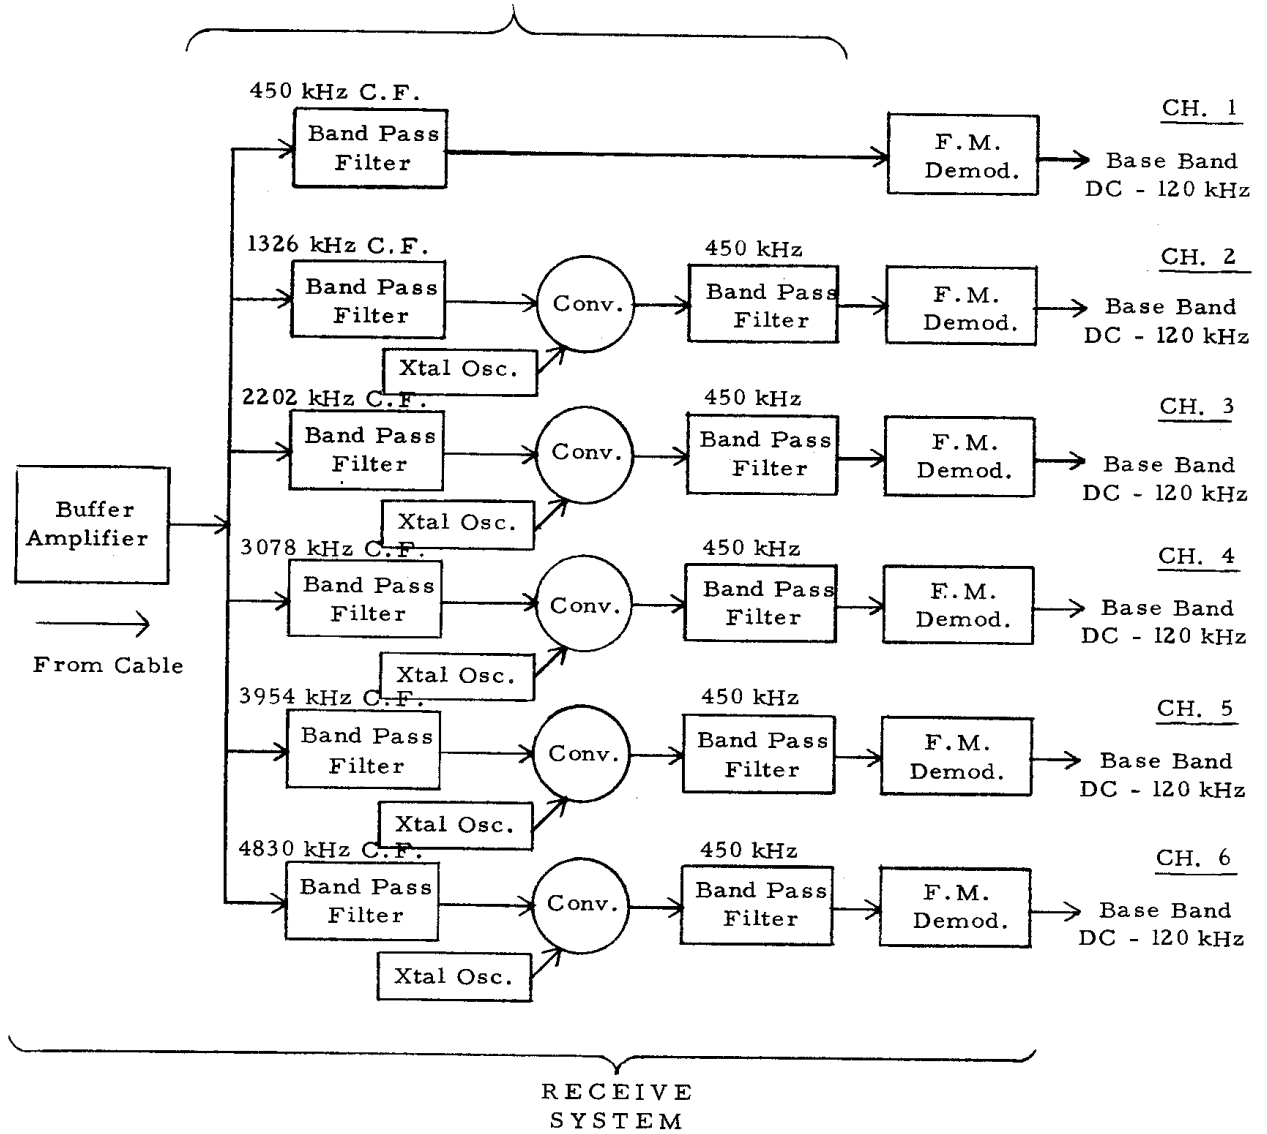 450 kHz C.F.
Band Pass
Filter
F.M.
Demod.
CH. 1
Base Band
DC - 120 kHz
1326 kHz C.F.
Band Pass
Filter
Conv.
Xtal Osc.
450 kHz
Band Pass
Filter
F.M.
Demod.
CH. 2
Base Band
DC - 120 kHz
2202 kHz C.F.
Band Pass
Filter
Conv.
Xtal Osc.
450 kHz
Band Pass
Filter
F.M.
Demod.
CH. 3
Base Band
DC - 120 kHz
Buffer
Amplifier
From Cable
3078 kHz C.F.
Band Pass
Filter
Conv.
Xtal Osc.
450 kHz
Band Pass
Filter
F.M.
Demod.
CH. 4
Base Band
DC - 120 kHz
3954 kHz C.F.
Band Pass
Filter
Conv.
Xtal Osc.
450 kHz
Band Pass
Filter
F.M.
Demod.
CH. 5
Base Band
DC - 120 kHz
4830 kHz C.F.
Band Pass
Filter
Conv.
Xtal Osc.
450 kHz
Band Pass
Filter
F.M.
Demod.
CH. 6
Base Band
DC - 120 kHz
RECEIVE
SYSTEM